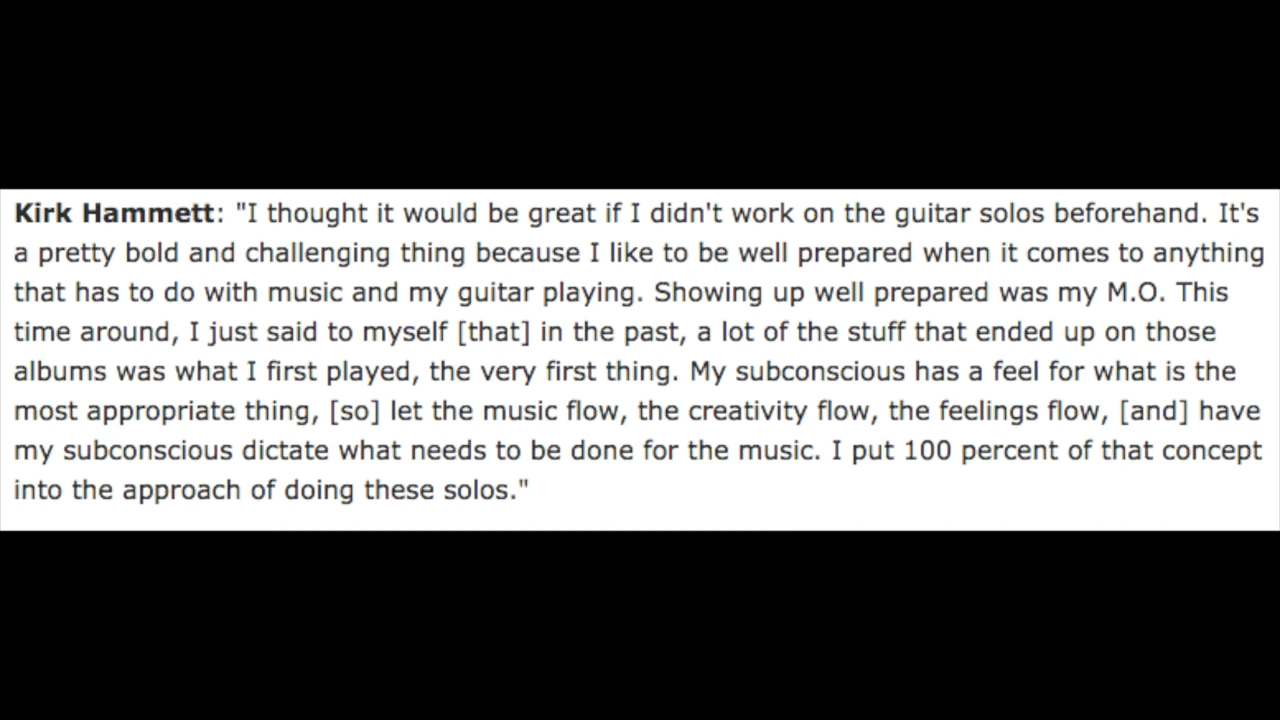 Kirk Hammett: "I thought it would be great if I didn't work on the guitar solos beforehand. It's
a pretty bold and challenging thing because I like to be well prepared when it comes to anything
that has to do with music and my guitar playing. Showing up well prepared was my M.O. This
time around, I just said to myself [that] in the past, a lot of the stuff that ended up on those
albums was what I first played, the very first thing. My subconscious has a feel for what is the
most appropriate thing, [so] let the music flow, the creativity flow, the feelings flow, [and] have
my subconscious dictate what needs to be done for the music. I put 100 percent of that concept
into the approach of doing these solos."